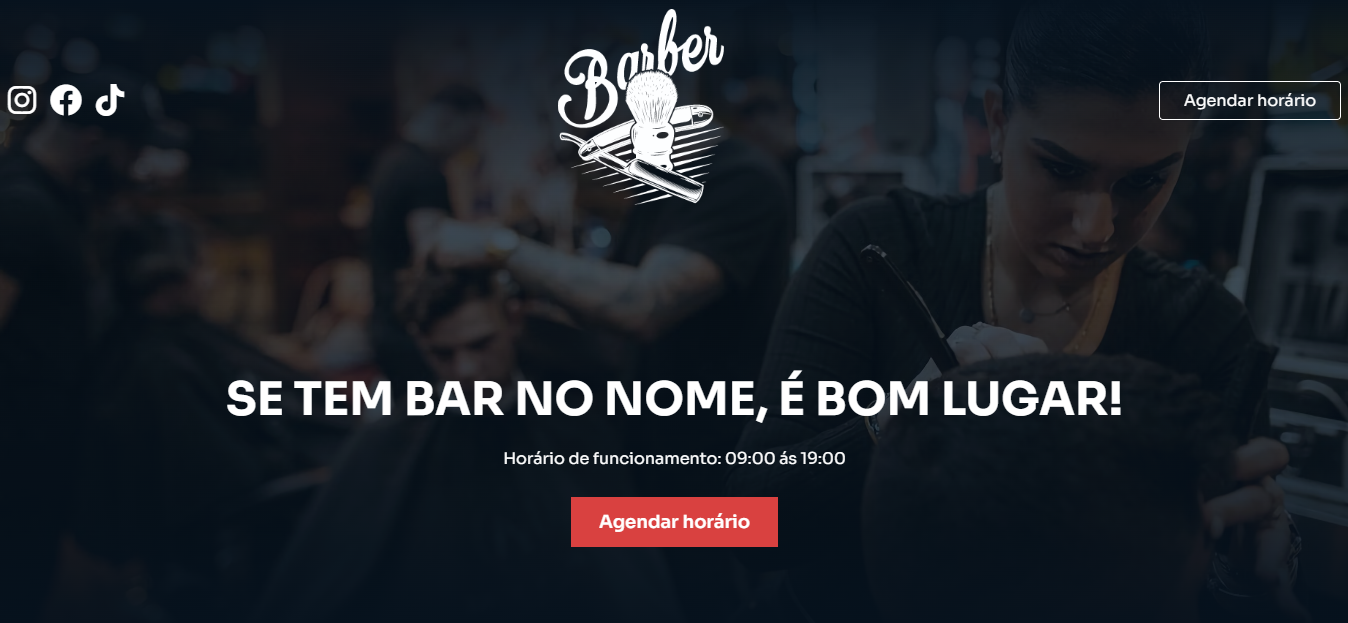 Barber
Agendar horário
SE TEM BAR NO NOME, É BOM LUGAR!
Horário de funcionamento: 09:00 ás 19:00
Agendar horário